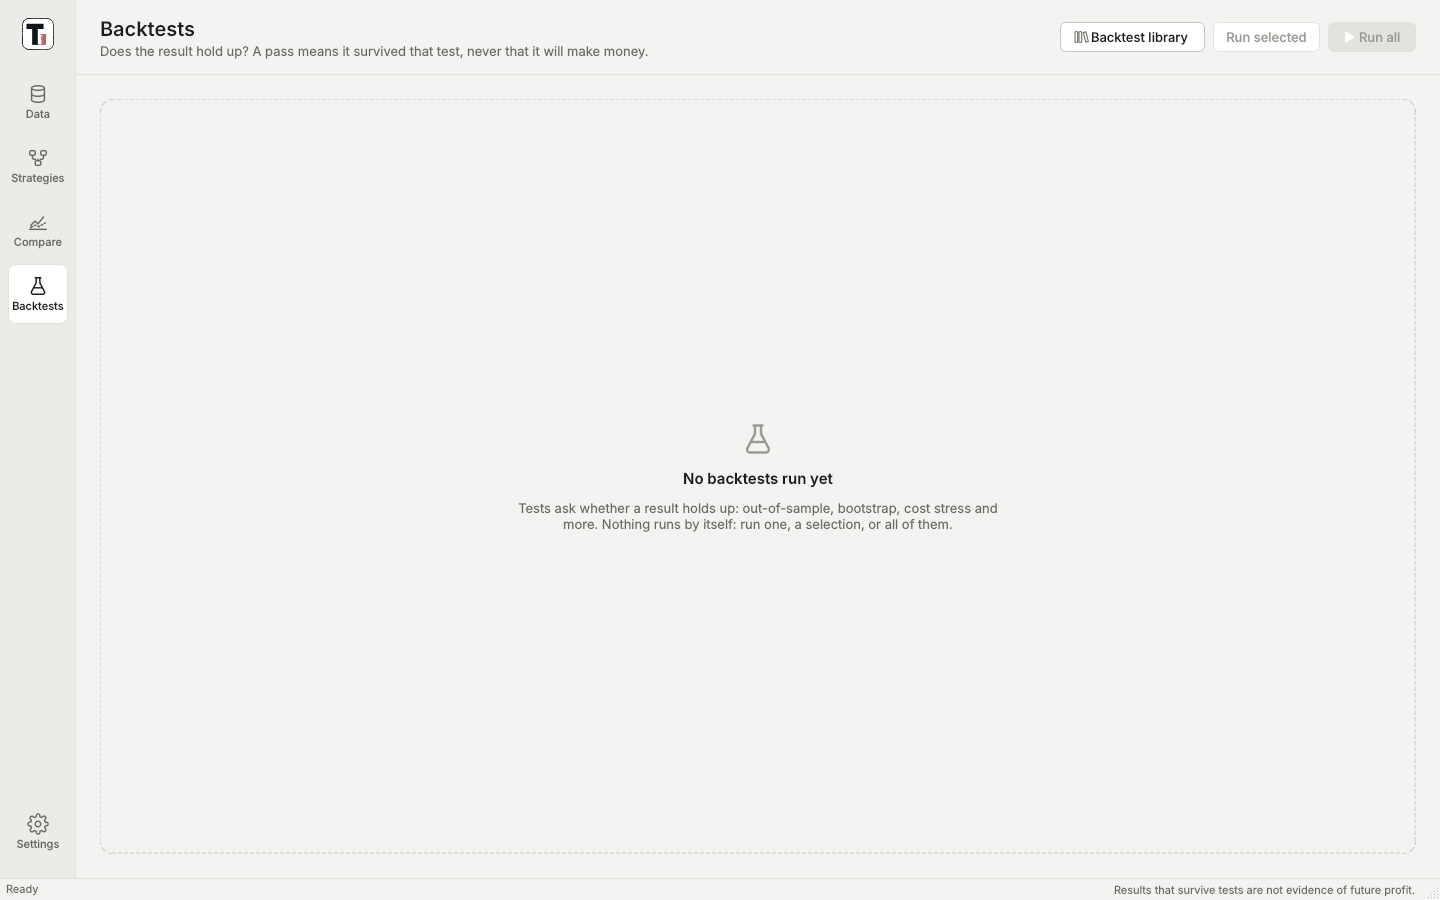 Ti
Backtests
Does the result hold up? A pass means it survived that test, never that it will make money.
Backtest library
Run selected
Run all
Data
Strategies
Compare
Backtests
No backtests run yet
Tests ask whether a result holds up: out-of-sample, bootstrap, cost stress and
more. Nothing runs by itself: run one, a selection, or all of them.
Settings
Ready
Results that survive tests are not evidence of future profit.